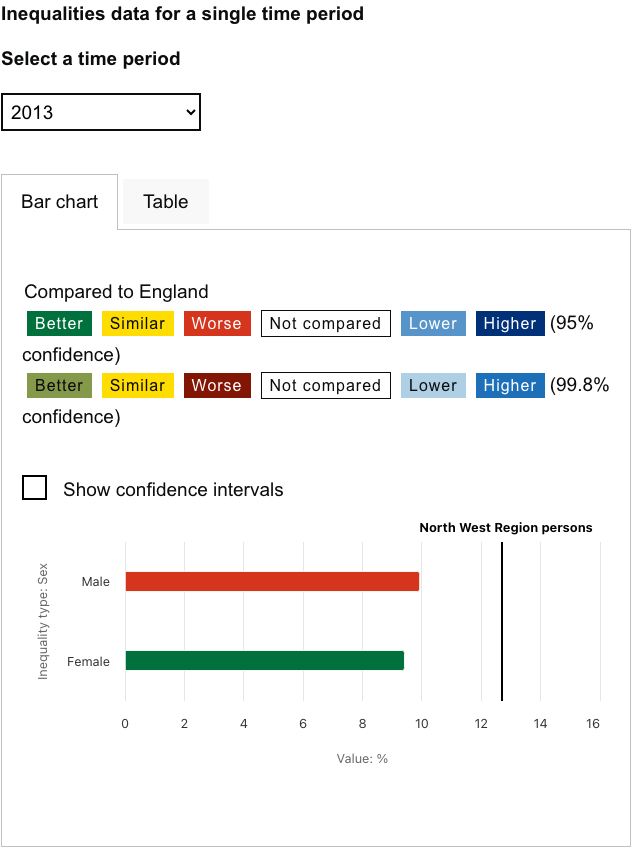 Inequalities data for a single time period
Select a time period
2013
Bar chart
Table
Compared to England
Better Similar Worse Not compared Lower Higher (95%
confidence)
Better Similar Worse Not compared Lower Higher (99.8%
confidence)
Show confidence intervals
North West Region persons
Inequality type: Sex
Male
Female
0 2 4 6 8 10 12 14 16
Value: %